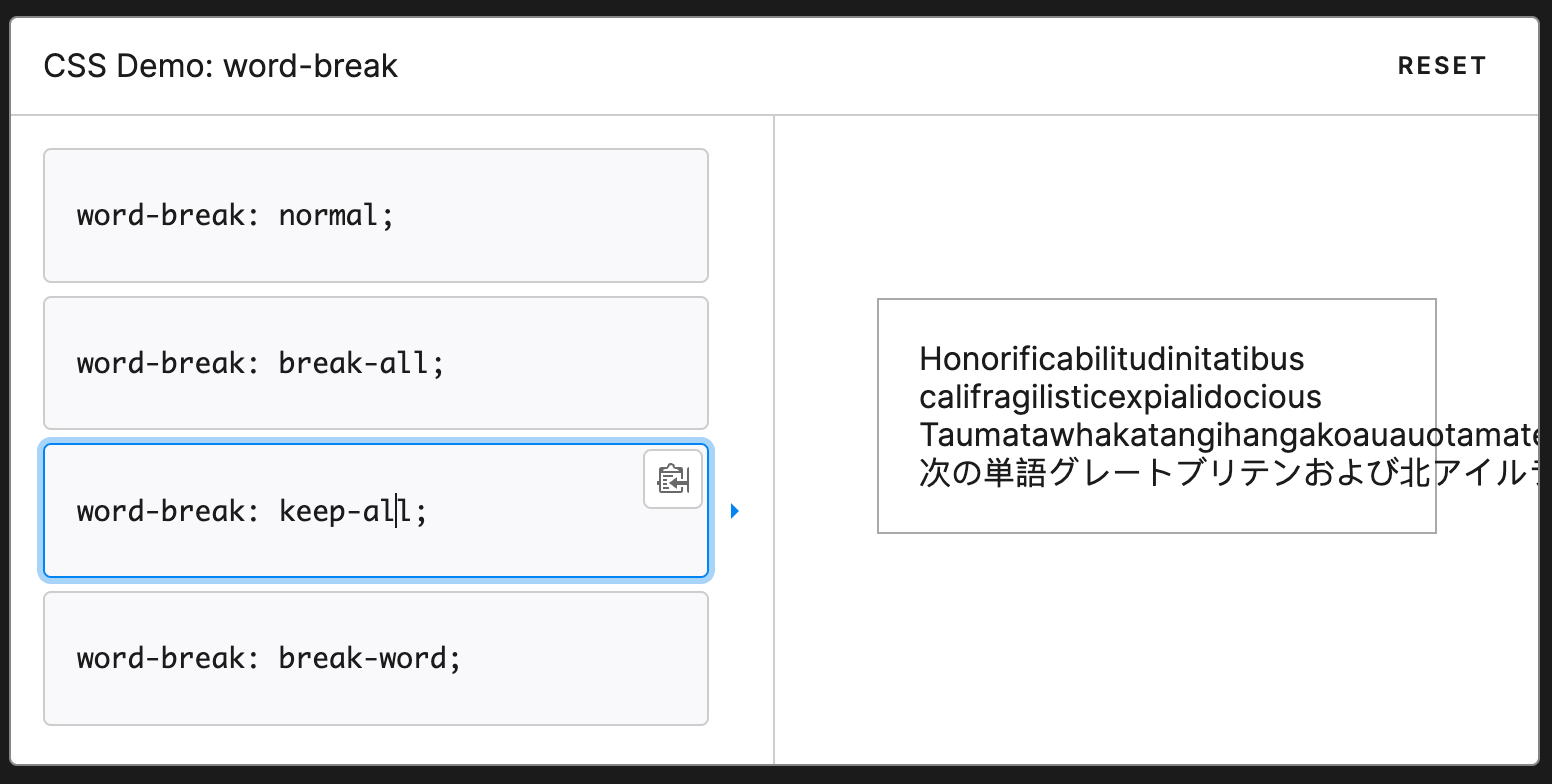 CSS Demo: word-break
RESET
word-break: normal;
word-break: break-all;
word-break: keep-all;
word-break: break-word;
Honorificabilitudinitatibus
califragilisticexpialidocious
Taumatawhakatangihangakoauauotamate
次の単語グレートブリテンおよび北アイル